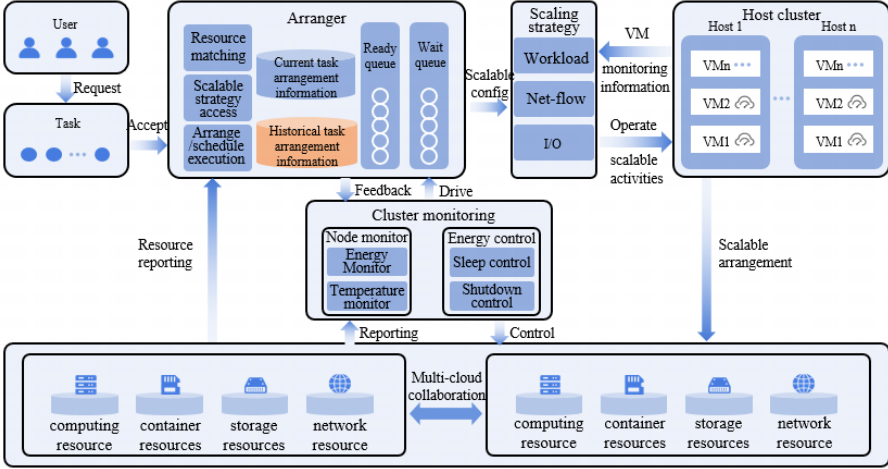 User
Request
Task
Accept
Arranger
Resource
matching
Scalable
strategy
access
Arrange
/schedule
execution
Current task
arrangement
information
Historical task
arrangement
information
Ready
queue
Wait
queue
Scalable
config
Scaling
strategy
Workload
Net-flow
I/O
VM
monitoring
information
Operate
scalable
activities
Host cluster
Host 1
VMn ···
VM2
VM1
···
Host n
VMn ···
VM2
VM1
Feedback
Drive
Cluster monitoring
Node monitor
Energy
Monitor
Temperature
monitor
Energy control
Sleep control
Shutdown
control
Resource
reporting
Scalable
arrangement
Reporting
Control
computing
resource
container
resources
storage
resources
network
resource
Multi-cloud
collaboration
computing
resource
container
resources
storage
resources
network
resource